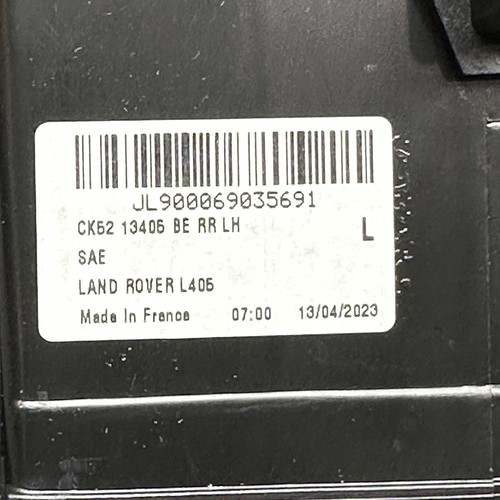 JL900069035691
CK52 13405 BE RR LH
L
SAE
LAND ROVER L405
Made In France 07:00 13/04/2023